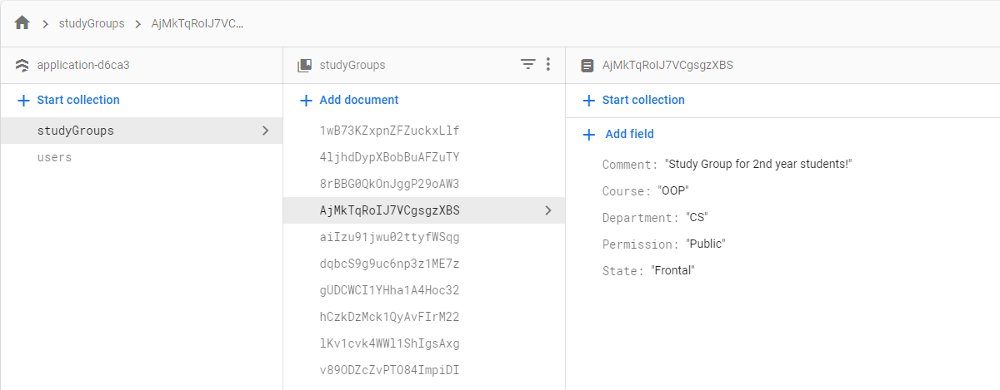 studyGroups > AjMkTqRoIJ7VC...
application-d6ca3
Start collection
studyGroups
users
studyGroups
Add document
1wB73KZxpnZFZuckxLlf
4ljhdDypXBobBuAFZuTY
8rBBG0QkOnJggP29oAW3
AjMkTqRoIJ7VCgsgzXBS
aiIzu91jwu02ttyfWSqg
dqbcS9g9uc6np3z1ME7z
gUDCWCI1YHha1A4Hoc32
hCzkDzMck1QyAvFIrM22
lKv1cvk4WWl1ShIgsAxg
v89ODZcZvPTO84ImpiDI
AjMkTqRoIJ7VCgsgzXBS
Start collection
Add field
Comment: "Study Group for 2nd year students!"
Course: "OOP"
Department: "CS"
Permission: "Public"
State: "Frontal"